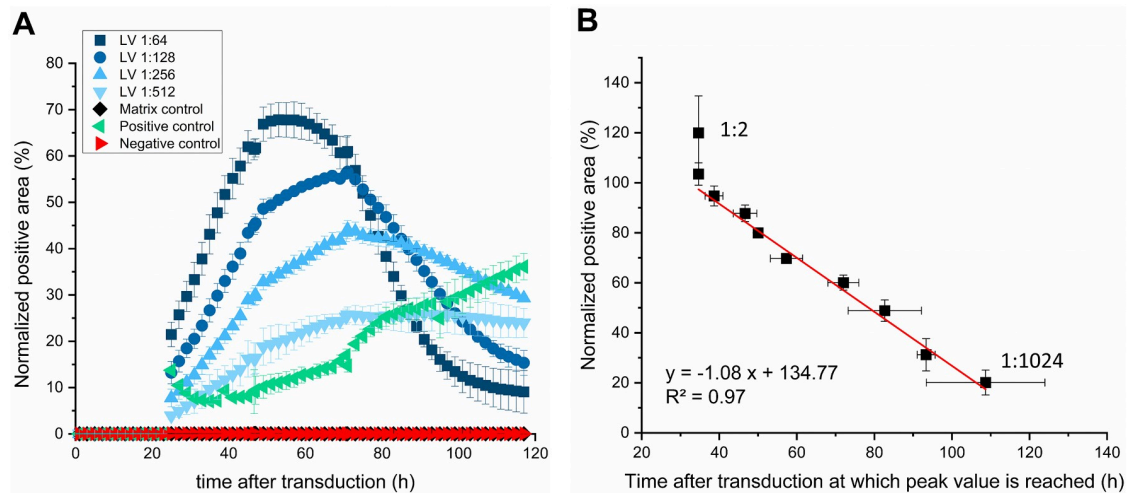 A
LV 1:64
LV 1:128
LV 1:256
LV 1:512
Matrix control
Positive control
Negative control
Normalized positive area (%)
80
70
60
50
40
30
20
10
0
0 20 40 60 80 100 120
time after transduction (h)
B
Normalized positive area (%)
140
120
100
80
60
40
20
0
1:2
1:1024
y = -1.08 x + 134.77
R² = 0.97
0 20 40 60 80 100 120 140
Time after transduction at which peak value is reached (h)